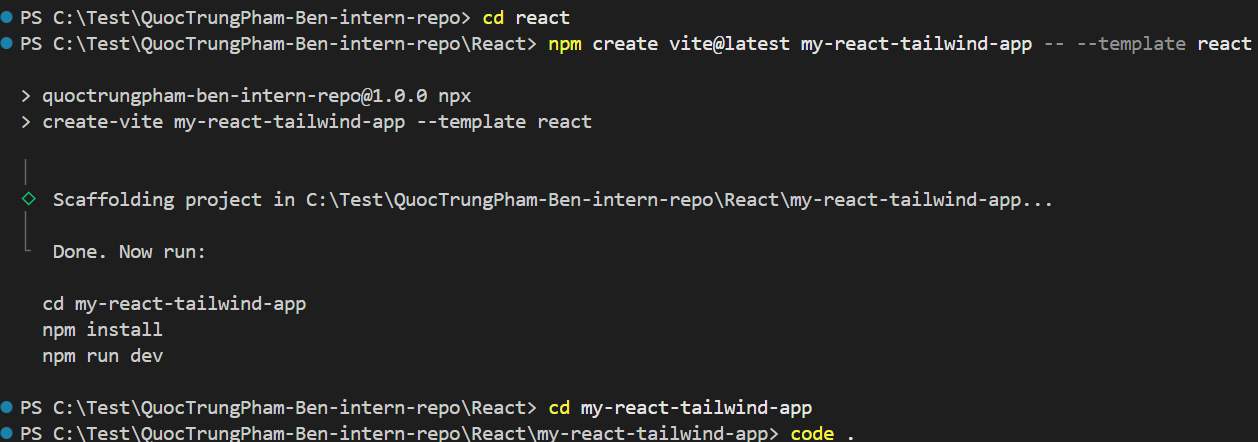 PS C:\Test\QuocTrungPham-Ben-intern-repo> cd react
PS C:\Test\QuocTrungPham-Ben-intern-repo\React> npm create vite@latest my-react-tailwind-app -- --template react
> quoctrungpham-ben-intern-repo@1.0.0 npx
> create-vite my-react-tailwind-app --template react
Scaffolding project in C:\Test\QuocTrungPham-Ben-intern-repo\React\my-react-tailwind-app...
Done. Now run:
cd my-react-tailwind-app
npm install
npm run dev
PS C:\Test\QuocTrungPham-Ben-intern-repo\React> cd my-react-tailwind-app
PS C:\Test\QuocTrungPham-Ben-intern-repo\React\my-react-tailwind-app> code .